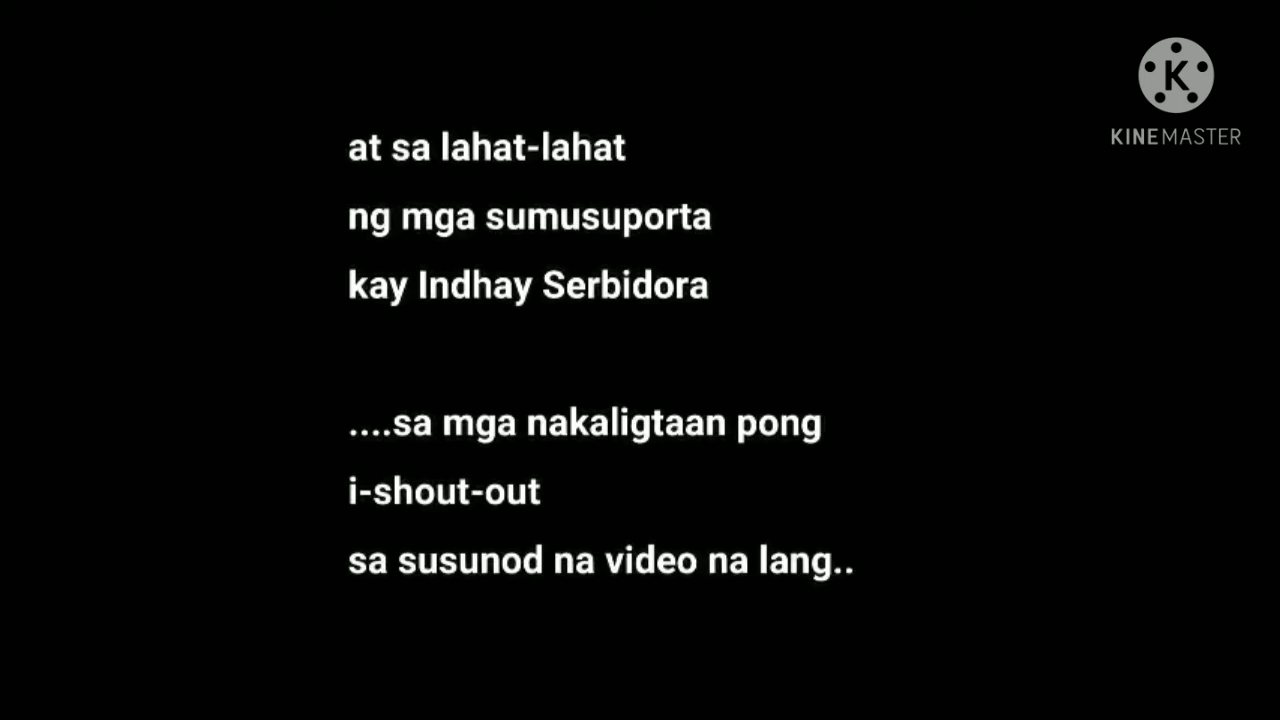 at sa lahat-lahat
ng mga sumusuporta
kay Indhay Serbidora
....sa mga nakaligtaan pong
i-shout-out
sa susunod na video na lang..
K
KINEMASTER